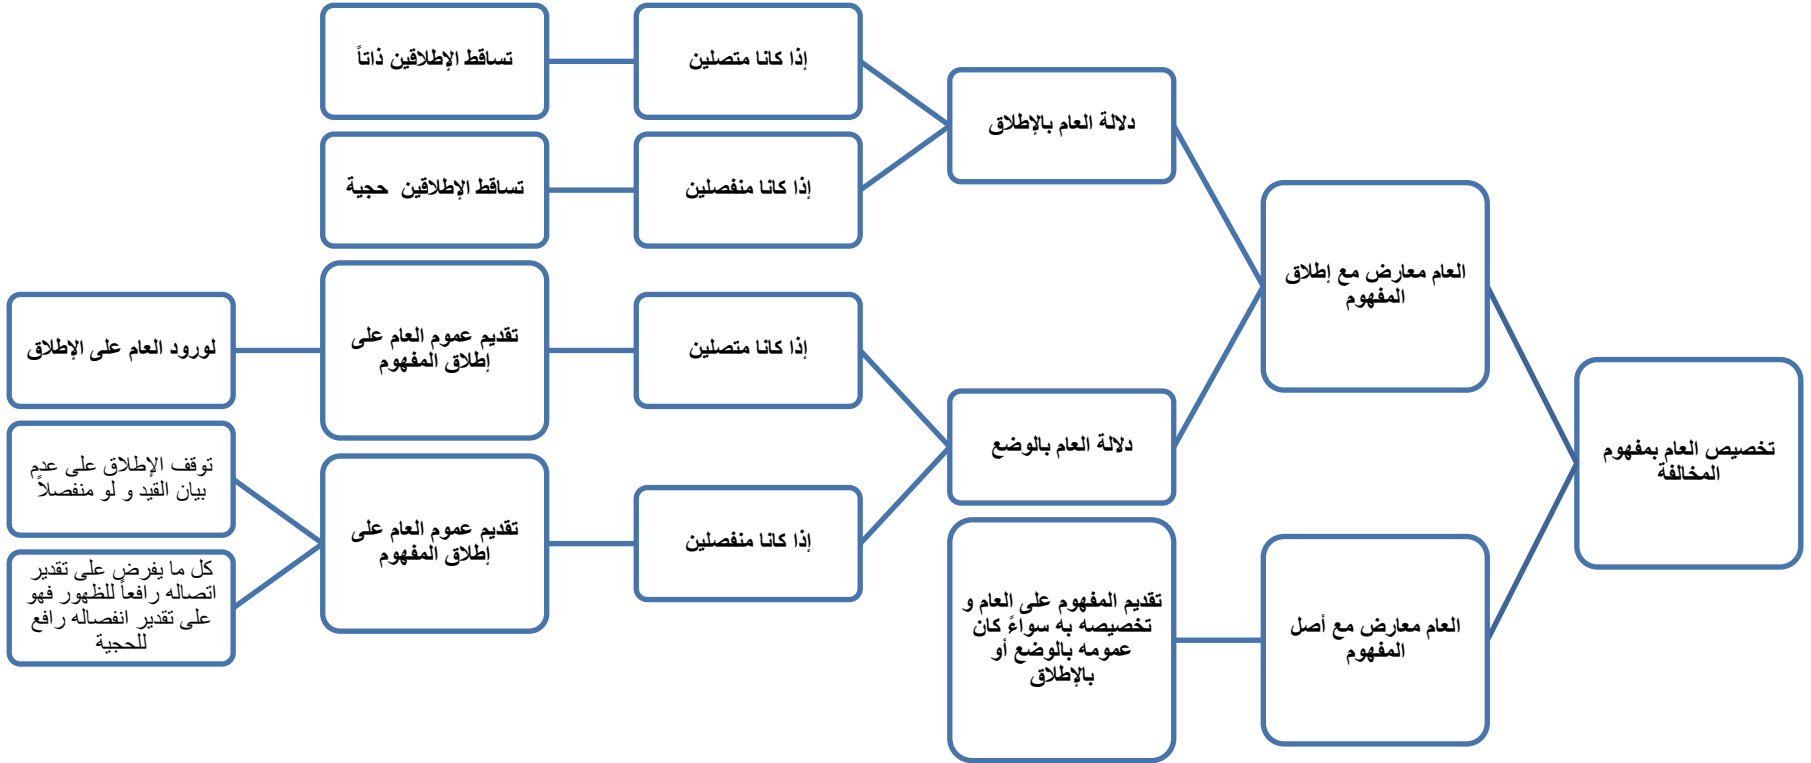 تخصيص العام بمفهوم
المخالفة
العام معارض مع إطلاق
المفهوم
دلالة العام بالإطلاق
إذا كانا متصلين
تساقط الإطلاقين ذاتاً
إذا كانا منفصلين
تساقط الإطلاقين حجية
دلالة العام بالوضع
إذا كانا متصلين
تقديم عموم العام على
إطلاق المفهوم
لورود العام على الإطلاق
إذا كانا منفصلين
تقديم عموم العام على
إطلاق المفهوم
توقف الإطلاق على عدم
بيان القيد و لو منفصلاً
كل ما يفرض على تقدير
اتصاله رافعاً للظهور فهو
على تقدير انفصاله رافع
للحجية
العام معارض مع أصل
المفهوم
تقديم المفهوم على العام و
تخصيصه به سواءً كان
عمومه بالوضع أو
بالإطلاق